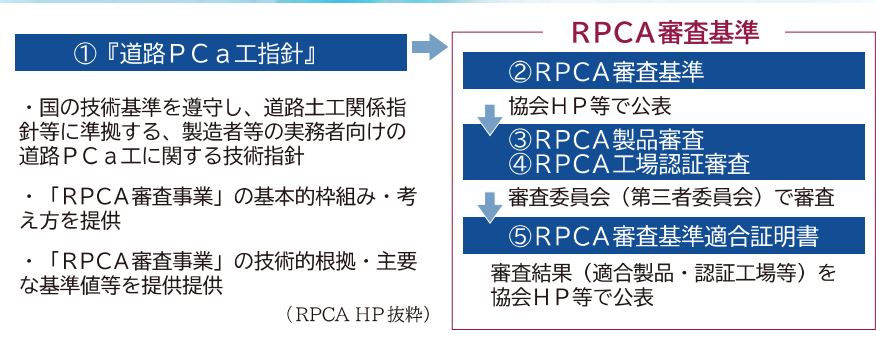 ①『道路ＰＣａ工指針』
・国の技術基準を遵守し、道路土工関係指
針等に準拠する、製造者等の実務者向けの
道路ＰＣａ工に関する技術指針
・「ＲＰＣＡ審査事業」の基本的枠組み・考
え方を提供
・「ＲＰＣＡ審査事業」の技術的根拠・主要
な基準値等を提供提供
（RPCA HP抜粋）
ＲＰＣＡ審査基準
②ＲＰＣＡ審査基準
協会ＨＰ等で公表
③ＲＰＣＡ製品審査
④ＲＰＣＡ工場認証審査
審査委員会（第三者委員会）で審査
⑤ＲＰＣＡ審査基準適合証明書
審査結果（適合製品・認証工場等）を
協会ＨＰ等で公表